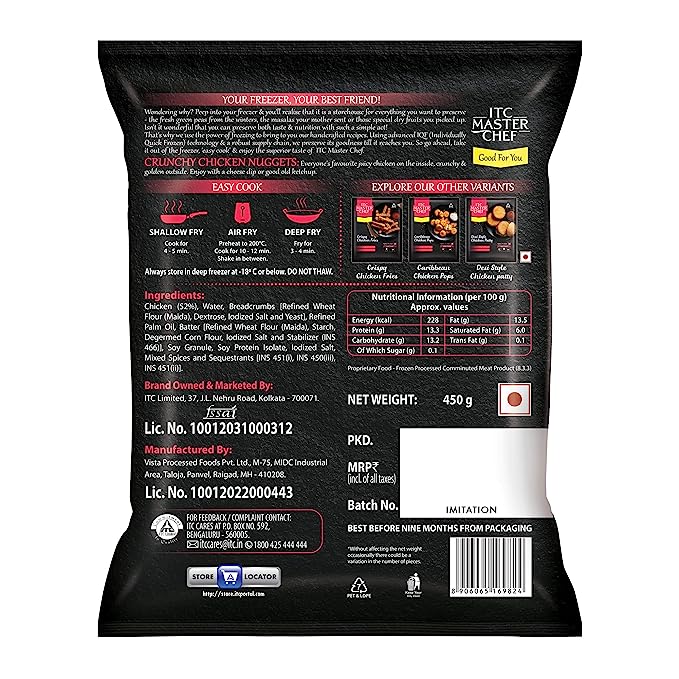 YOUR FREEZER, YOUR BEST FRIEND!
Wondering why? Peep into your freezer & you'll realise that it is a storehouse for everything you want to preserve
- the fresh green peas from the winters, the masalas your mother sent or those special dry fruits you picked up.
Isn't it wonderful that you can preserve both taste & nutrition with such a simple act!
That's why we use the power of freezing to bring to you our handcrafted recipes. Using advanced IQF (Individually
Quick Frozen) technology & a robust supply chain, we preserve its goodness till it reaches you. So go ahead, take
it out of the freezer, 'easy cook' & enjoy the superior taste of ITC Master Chef.
CRUNCHY CHICKEN NUGGETS: Everyone's favourite juicy chicken on the inside, crunchy &
golden outside. Enjoy with a cheese dip or good old ketchup.
ITC
MASTER
CHEF
Good For You
EASY COOK
SHALLOW FRY
Cook for
4 - 5 min.
AIR FRY
Preheat to 200°C.
Cook for 10 - 12 min.
Shake in between.
DEEP FRY
Fry for
3 - 4 min.
Always store in deep freezer at -18° C or below. DO NOT THAW.
EXPLORE OUR OTHER VARIANTS
Crispy
Chicken Fries
Caribbean
Chicken Pops
Desi Style
Chicken patty
Ingredients:
Chicken (52%), Water, Breadcrumbs [Refined Wheat
Flour (Maida), Dextrose, Iodized Salt and Yeast], Refined
Palm Oil, Batter [Refined Wheat Flour (Maida), Starch,
Degermed Corn Flour, Iodized Salt and Stabilizer (INS
466)], Soy Granule, Soy Protein Isolate, Iodized Salt,
Mixed Spices and Sequestrants (INS 451(i), INS 450(iii),
INS 451(ii)].
Nutritional Information (per 100 g)
Approx. values
Energy (kcal) 228 Fat (g) 13.5
Protein (g) 13.3 Saturated Fat (g) 6.0
Carbohydrate (g) 13.2 Trans Fat (g) 0.1
Of Which Sugar (g) 0.1
Proprietary Food - Frozen Processed Comminuted Meat Product (8.3.3)
Brand Owned & Marketed By:
ITC Limited, 37, J.L. Nehru Road, Kolkata - 700071.
fssai
Lic. No. 10012031000312
Manufactured By:
Vista Processed Foods Pvt. Ltd., M-75, MIDC Industrial
Area, Taloja, Panvel, Raigad, MH - 410208.
Lic. No. 10012022000443
NET WEIGHT: 450 g
PKD.
MRP₹
(incl. of all taxes)
Batch No.
IMITATION
BEST BEFORE NINE MONTHS FROM PACKAGING
FOR FEEDBACK / COMPLAINT CONTACT:
ITC CARES AT P.O. BOX NO. 592,
BENGALURU - 560005.
itccares@itc.in 1800 425 444 444
STORE LOCATOR
http://store.itcportal.com
*Without affecting the net weight
occasionally there could be a
variation in the number of pieces.
7
PET & LDPE
8 906065 169824